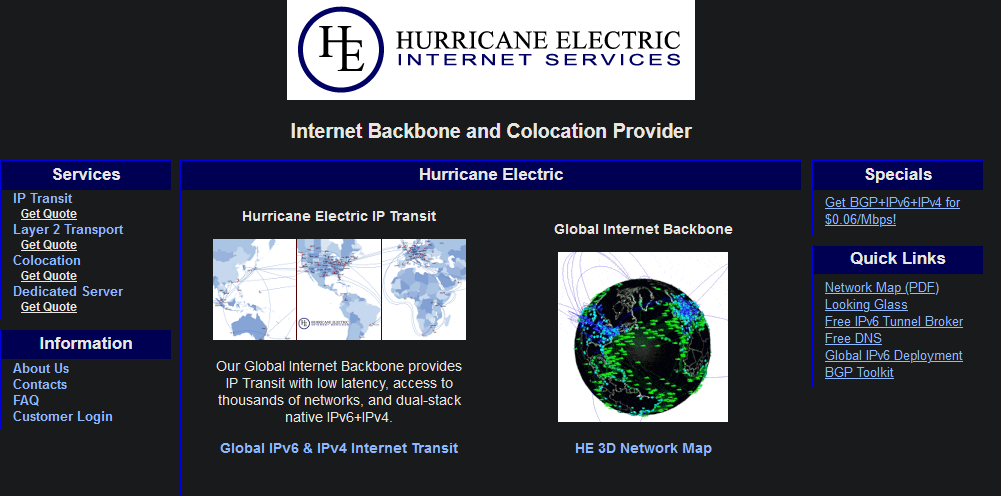 HE
HURRICANE ELECTRIC
INTERNET SERVICES
Internet Backbone and Colocation Provider
Services
IP Transit
Get Quote
Layer 2 Transport
Get Quote
Colocation
Get Quote
Dedicated Server
Get Quote
Information
About Us
Contacts
FAQ
Customer Login
Hurricane Electric
Hurricane Electric IP Transit
HE
HURRICANE ELECTRIC
Our Global Internet Backbone provides
IP Transit with low latency, access to
thousands of networks, and dual-stack
native IPv6+IPv4.
Global IPv6 & IPv4 Internet Transit
Global Internet Backbone
HE 3D Network Map
Specials
Get BGP+IPv6+IPv4 for
$0.06/Mbps!
Quick Links
Network Map (PDF)
Looking Glass
Free IPv6 Tunnel Broker
Free DNS
Global IPv6 Deployment
BGP Toolkit